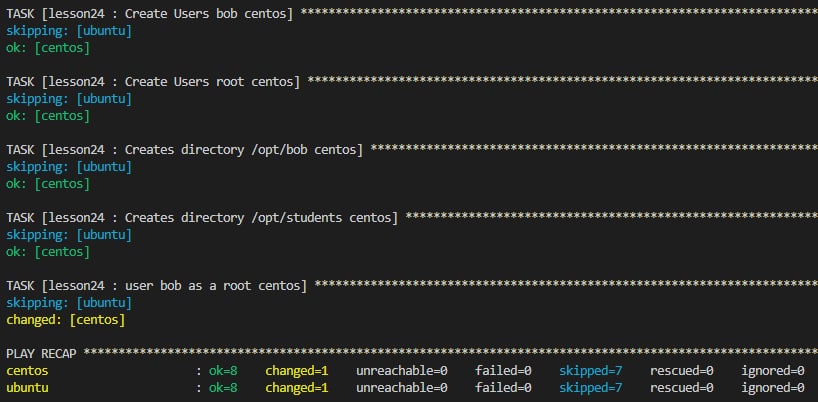 TASK [lesson24 : Create Users bob centos] **************************************************************************
skipping: [ubuntu]
ok: [centos]
TASK [lesson24 : Create Users root centos] *************************************************************************
skipping: [ubuntu]
ok: [centos]
TASK [lesson24 : Creates directory /opt/bob centos] ****************************************************************
skipping: [ubuntu]
ok: [centos]
TASK [lesson24 : Creates directory /opt/students centos] ***********************************************************
skipping: [ubuntu]
ok: [centos]
TASK [lesson24 : user bob as a root centos] ************************************************************************
skipping: [ubuntu]
changed: [centos]
PLAY RECAP *********************************************************************************************************
centos : ok=8 changed=1 unreachable=0 failed=0 skipped=7 rescued=0 ignored=0
ubuntu : ok=8 changed=1 unreachable=0 failed=0 skipped=7 rescued=0 ignored=0